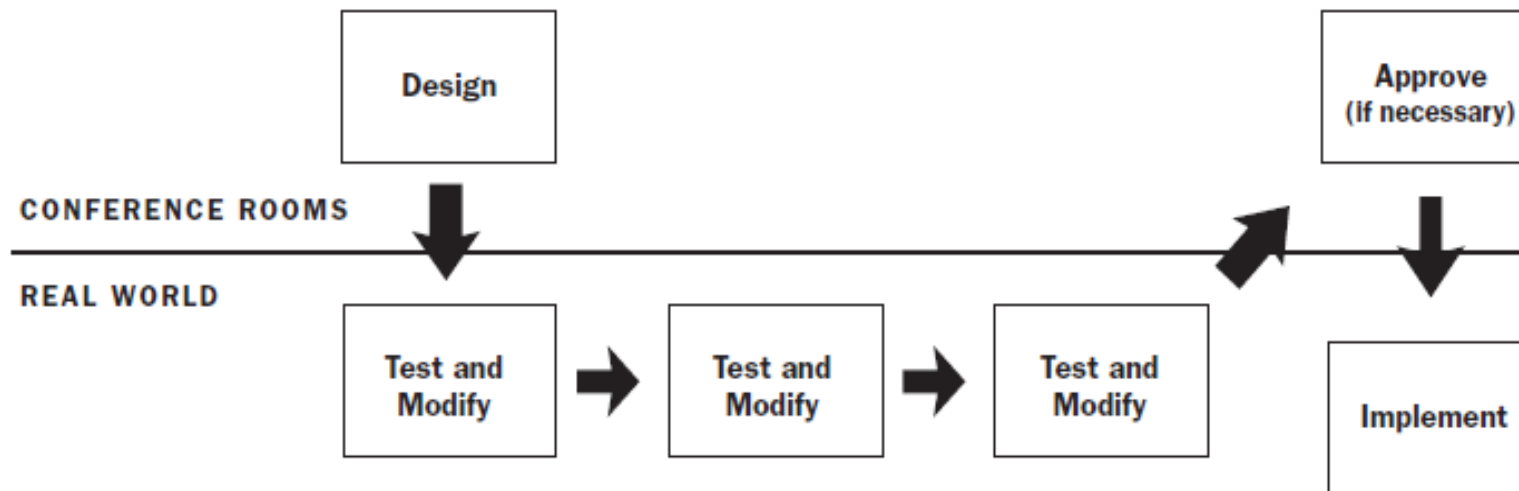 Design
Approve
(if necessary)
CONFERENCE ROOMS
REAL WORLD
Test and
Modify
Test and
Modify
Test and
Modify
Implement